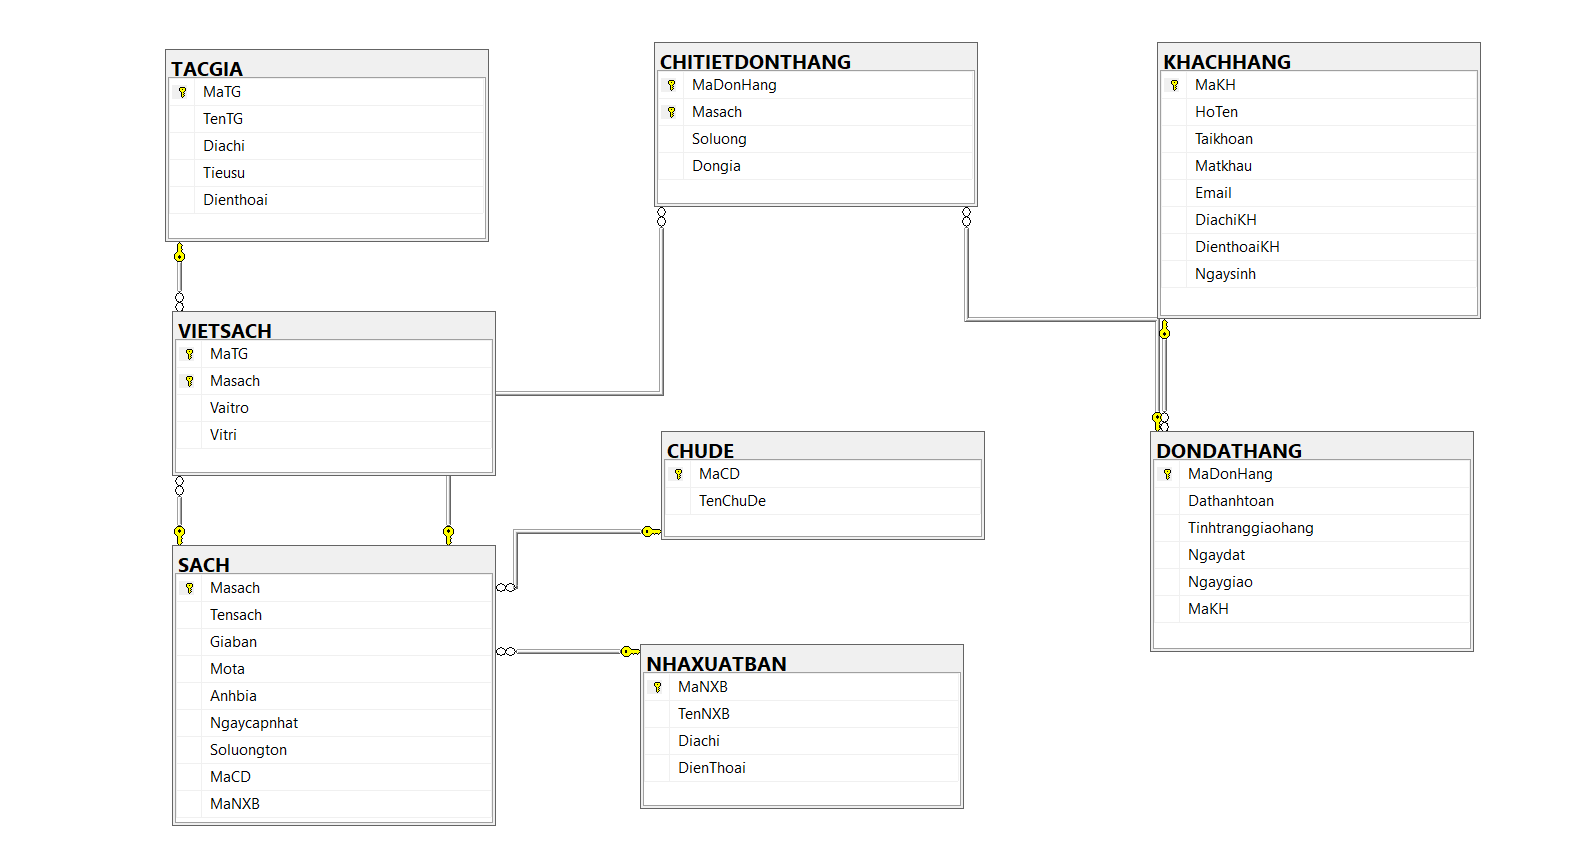 TACGIA
MaTG
TenTG
Diachi
Tieusu
Dienthoai
CHITIETDONTHANG
MaDonHang
Masach
Soluong
Dongia
KHACHHANG
MaKH
HoTen
Taikhoan
Matkhau
Email
DiachiKH
DienthoaiKH
Ngaysinh
VIETSACH
MaTG
Masach
Vaitro
Vitri
CHUDE
MaCD
TenChuDe
DONDATHANG
MaDonHang
Dathanhtoan
Tinhtranggiaohang
Ngaydat
Ngaygiao
MaKH
SACH
Masach
Tensach
Giaban
Mota
Anhbia
Ngaycapnhat
Soluongton
MaCD
MaNXB
NHAXUATBAN
MaNXB
TenNXB
Diachi
DienThoai